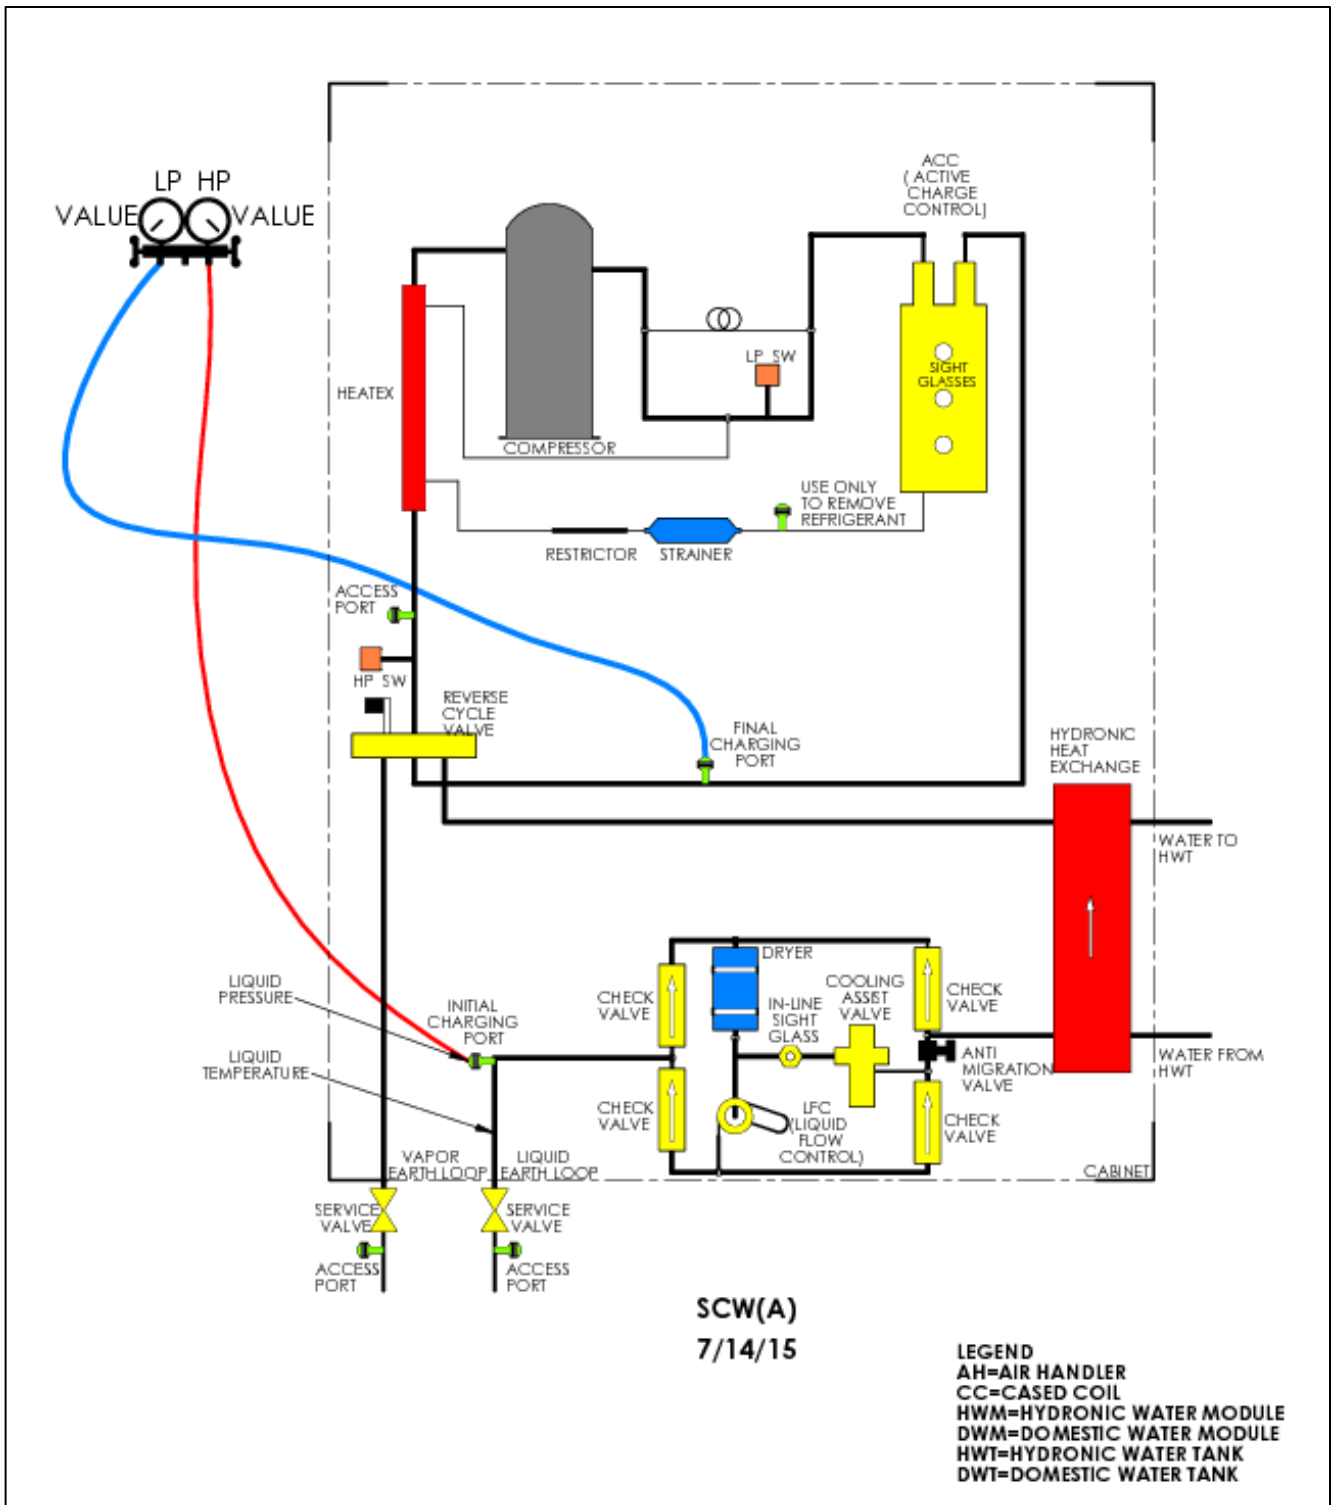 LP HP
VALUE VALUE
ACC
( ACTIVE
CHARGE
CONTROL)
LP SW
SIGHT
GLASSES
HEATEX
COMPRESSOR
USE ONLY
TO REMOVE
REFRIGERANT
RESTRICTOR
STRAINER
ACCESS
PORT
HP SW
REVERSE
CYCLE
VALVE
FINAL
CHARGING
PORT
HYDRONIC
HEAT
EXCHANGE
WATER TO
HWT
DRYER
LIQUID
PRESSURE
INITIAL
CHARGING
PORT
CHECK
VALVE
IN-LINE
SIGHT
GLASS
COOLING
ASSIST
VALVE
CHECK
VALVE
LIQUID
TEMPERATURE
ANTI
MIGRATION
VALVE
WATER FROM
HWT
CHECK
VALVE
LFC
(LIQUID
FLOW
CONTROL)
CHECK
VALVE
VAPOR
EARTH LOOP
LIQUID
EARTH LOOP
CABINET
SERVICE
VALVE
SERVICE
VALVE
ACCESS
PORT
ACCESS
PORT
SCW(A)
7/14/15
LEGEND
AH=AIR HANDLER
CC=CASED COIL
HWM=HYDRONIC WATER MODULE
DWM=DOMESTIC WATER MODULE
HWT=HYDRONIC WATER TANK
DWT=DOMESTIC WATER TANK